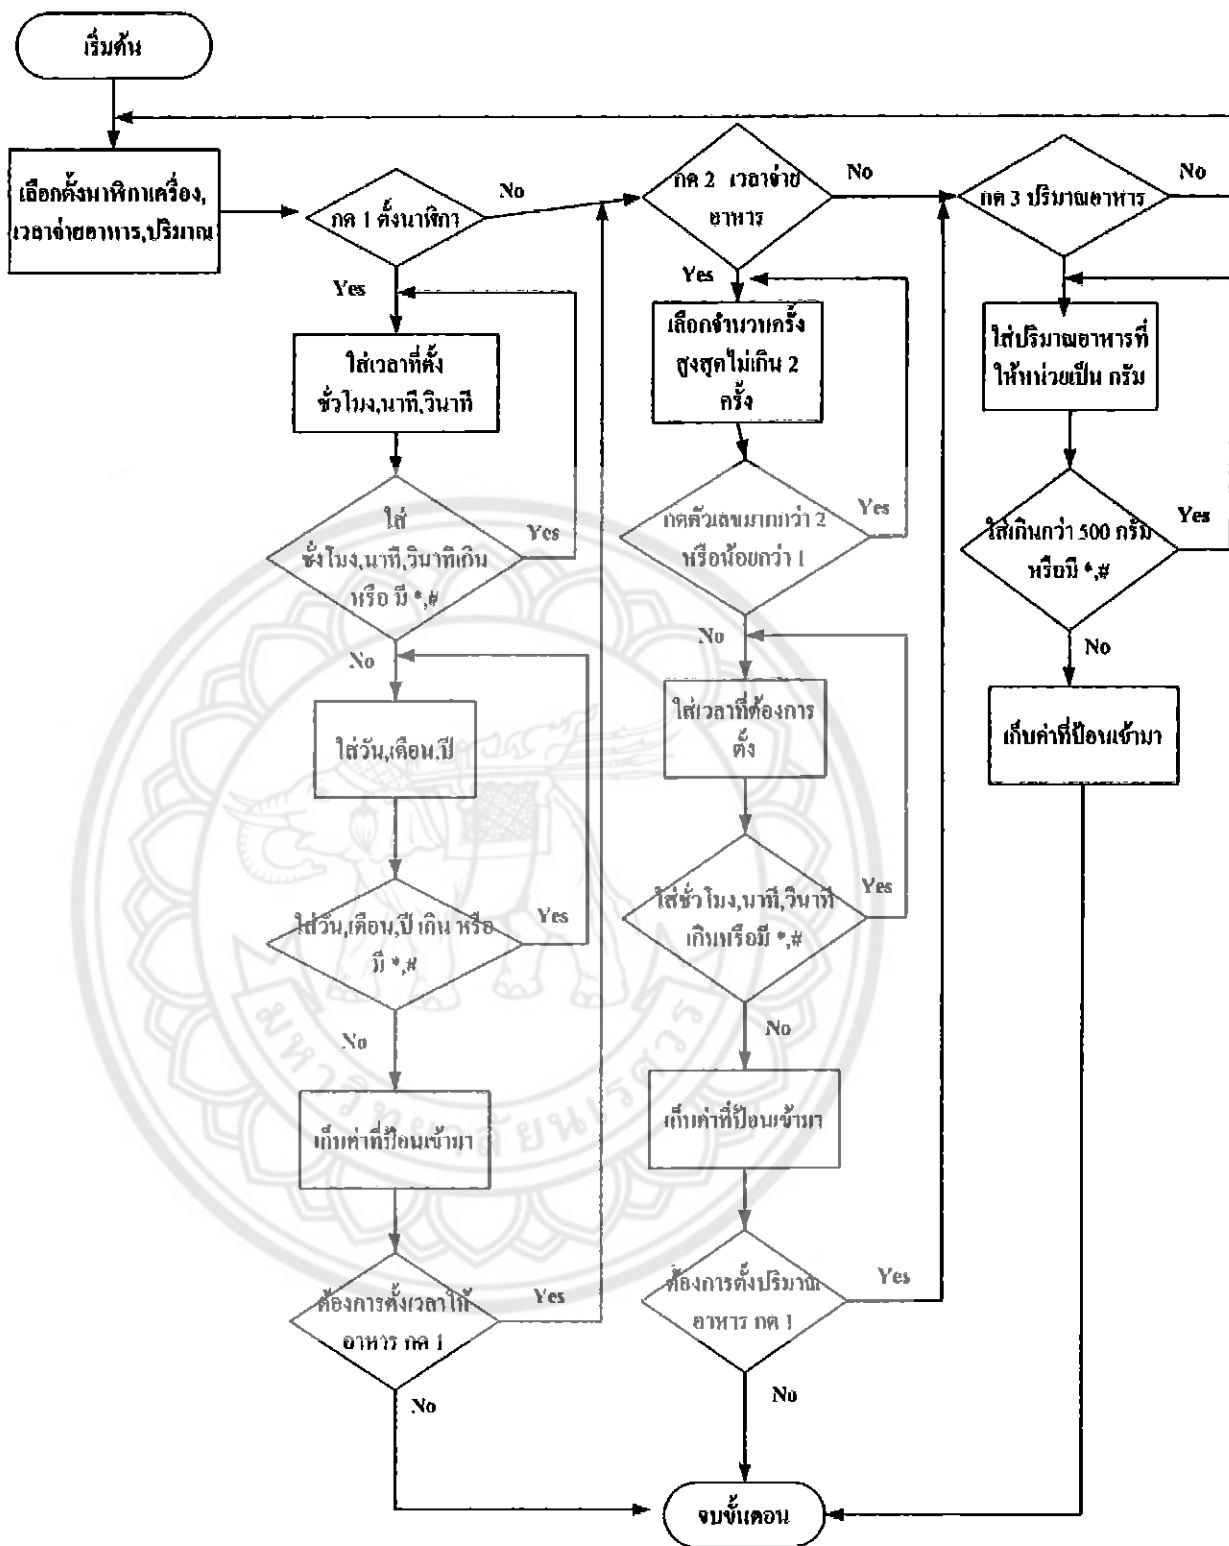 เริ่มต้น
เลือกตั้งนาฬิกาเครื่อง,
เวลาจ่ายอาหาร,ปริมาณ
กด 1 ตั้งนาฬิกา
No
Yes
ใส่เวลาที่ตั้ง
ชั่วโมง,นาที,วินาที
ใส่
ชั่งโมง,นาที,วินาทีเกิน
หรือ มี *,#
Yes
No
ใส่วัน,เดือน,ปี
ใส่วัน,เดือน,ปี เกิน หรือ
มี *,#
Yes
No
เก็บค่าที่ป้อนเข้ามา
ต้องการตั้งเวลาให้
อาหาร กด 1
Yes
No
กด 2 เวลาจ่าย
อาหาร
No
Yes
เลือกจำนวนครั้ง
สูงสุดไม่เกิน 2
ครั้ง
กดตัวเลขมากกว่า 2
หรือน้อยกว่า 1
Yes
No
ใส่เวลาที่ต้องการ
ตั้ง
ใส่ชั่วโมง,นาที,วินาที
เกินหรือมี *,#
Yes
No
เก็บค่าที่ป้อนเข้ามา
ต้องการตั้งปริมาณ
อาหาร กด 1
Yes
No
กด 3 ปริมาณอาหาร
No
Yes
ใส่ปริมาณอาหารที่
ให้หน่วยเป็น กรัม
ใส่เกินกว่า 500 กรัม
หรือมี *,#
Yes
No
เก็บค่าที่ป้อนเข้ามา
จบขั้นตอน
มหาวิทยาลัยนเรศวร